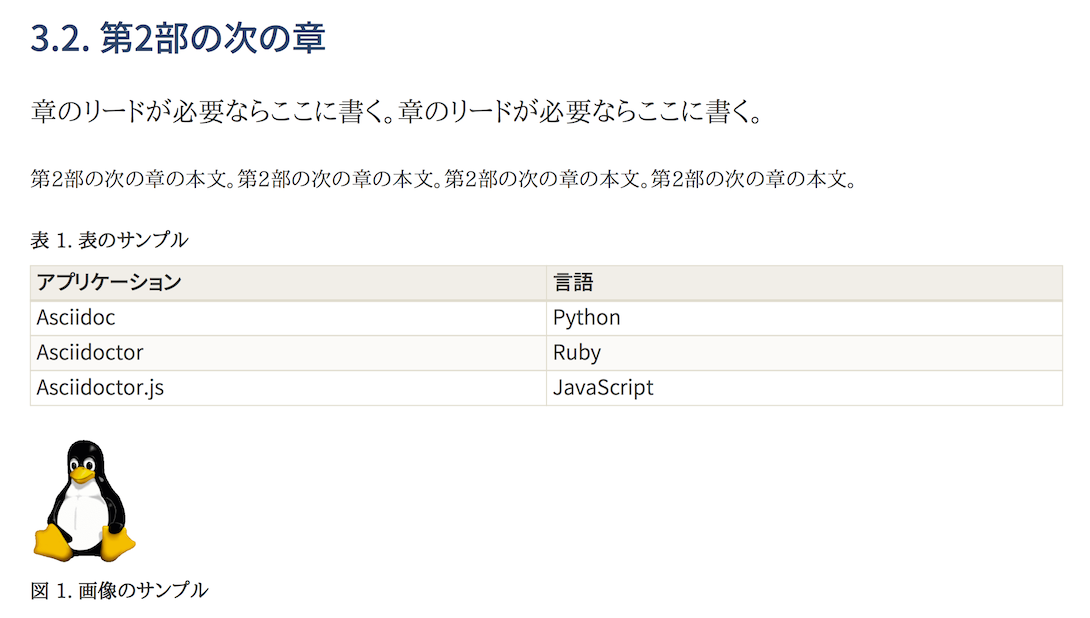 3.2. 第2部の次の章
章のリードが必要ならここに書く。章のリードが必要ならここに書く。
第2部の次の章の本文。第2部の次の章の本文。第2部の次の章の本文。第2部の次の章の本文。
表 1. 表のサンプル
アプリケーション 言語
Asciidoc Python
Asciidoctor Ruby
Asciidoctor.js JavaScript
図 1. 画像のサンプル